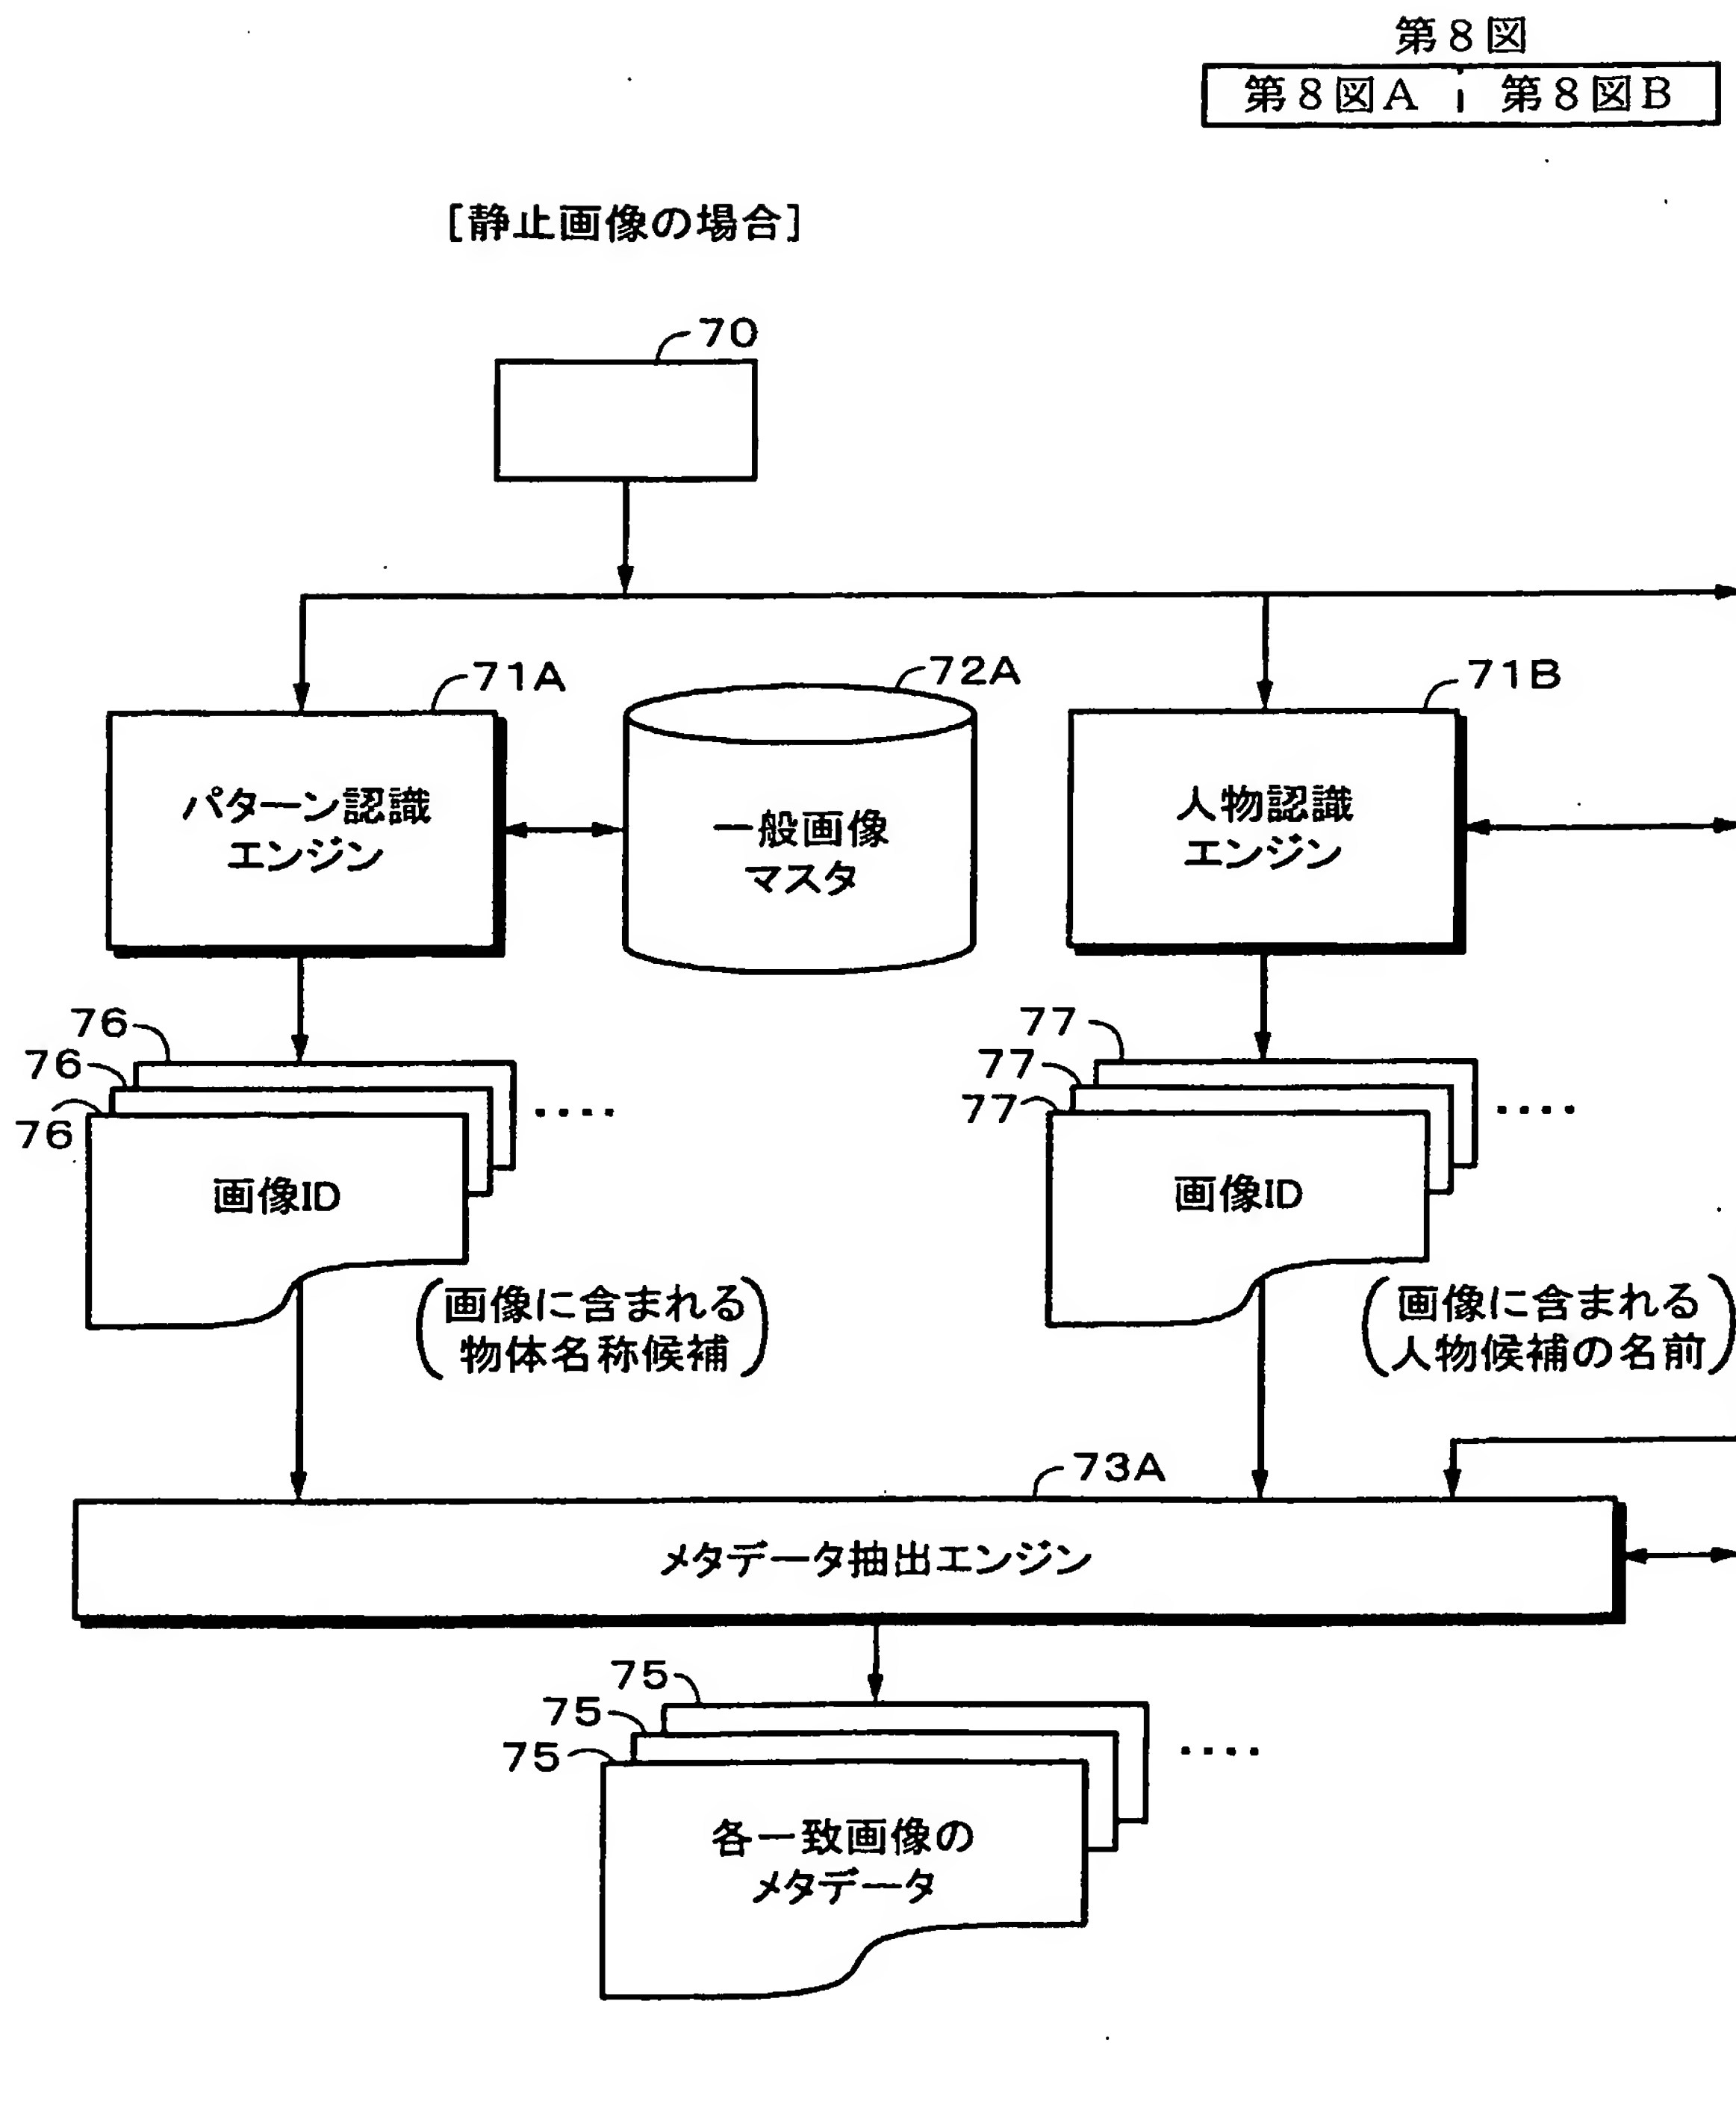 第8図
第8図A 第8図B
[静止画像の場合]
70
71A
72A
71B
パターン認識
エンジン
一般画像
マスタ
人物認識
エンジン
76
76
76
‥‥
画像ID
77
77
77
‥‥
画像ID
(画像に含まれる
物体名称候補)
(画像に含まれる
人物候補の名前)
73A
メタデータ抽出エンジン
75
75
75
‥‥
各一致画像の
メタデータ